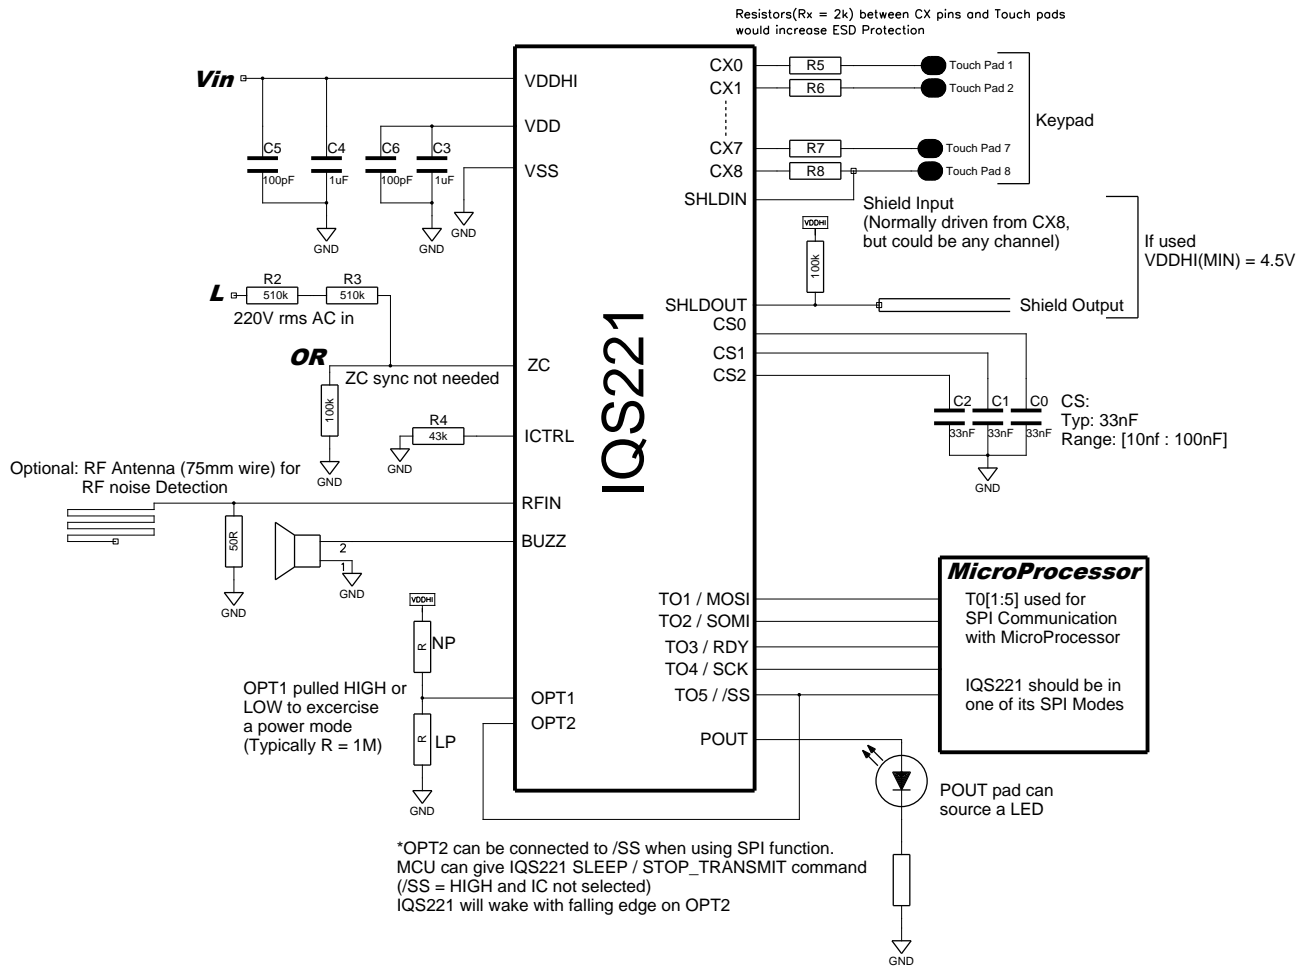 Resistors(Rx = 2k) between CX pins and Touch pads
would increase ESD Protection
Vin
VDDHI
VDD
VSS
C5
100pF
C4
1uF
C6
100pF
C3
1uF
GND
GND
GND
L
R2
510k
R3
510k
220V rms AC in
OR
ZC
ZC sync not needed
100k
GND
R4
43k
ICTRL
GND
Optional: RF Antenna (75mm wire) for
RF noise Detection
RFIN
50R
GND
BUZZ
2
1
GND
VDDHI
R
NP
OPT1 pulled HIGH or
LOW to excercise
a power mode
(Typically R = 1M)
OPT1
OPT2
R
LP
GND
IQS221
CX0
R5
Touch Pad 1
CX1
R6
Touch Pad 2
Keypad
CX7
R7
Touch Pad 7
CX8
R8
Touch Pad 8
SHLDIN
Shield Input
(Normally driven from CX8,
but could be any channel)
VDDHI
100k
If used
VDDHI(MIN) = 4.5V
SHLDOUT
Shield Output
CS0
CS1
CS2
C2
33nF
C1
33nF
C0
33nF
GND
CS:
Typ: 33nF
Range: [10nf : 100nF]
MicroProcessor
T0[1:5] used for
SPI Communication
with MicroProcessor
IQS221 should be in
one of its SPI Modes
TO1 / MOSI
TO2 / SOMI
TO3 / RDY
TO4 / SCK
TO5 / /SS
POUT
POUT pad can
source a LED
GND
*OPT2 can be connected to /SS when using SPI function.
MCU can give IQS221 SLEEP / STOP_TRANSMIT command
(/SS = HIGH and IC not selected)
IQS221 will wake with falling edge on OPT2